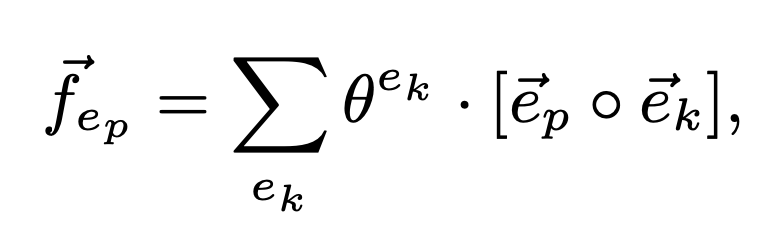 $\vec{f}_{e_p} = \sum_{e_k} \theta^{e_k} \cdot [\vec{e}_p \circ \vec{e}_k],$